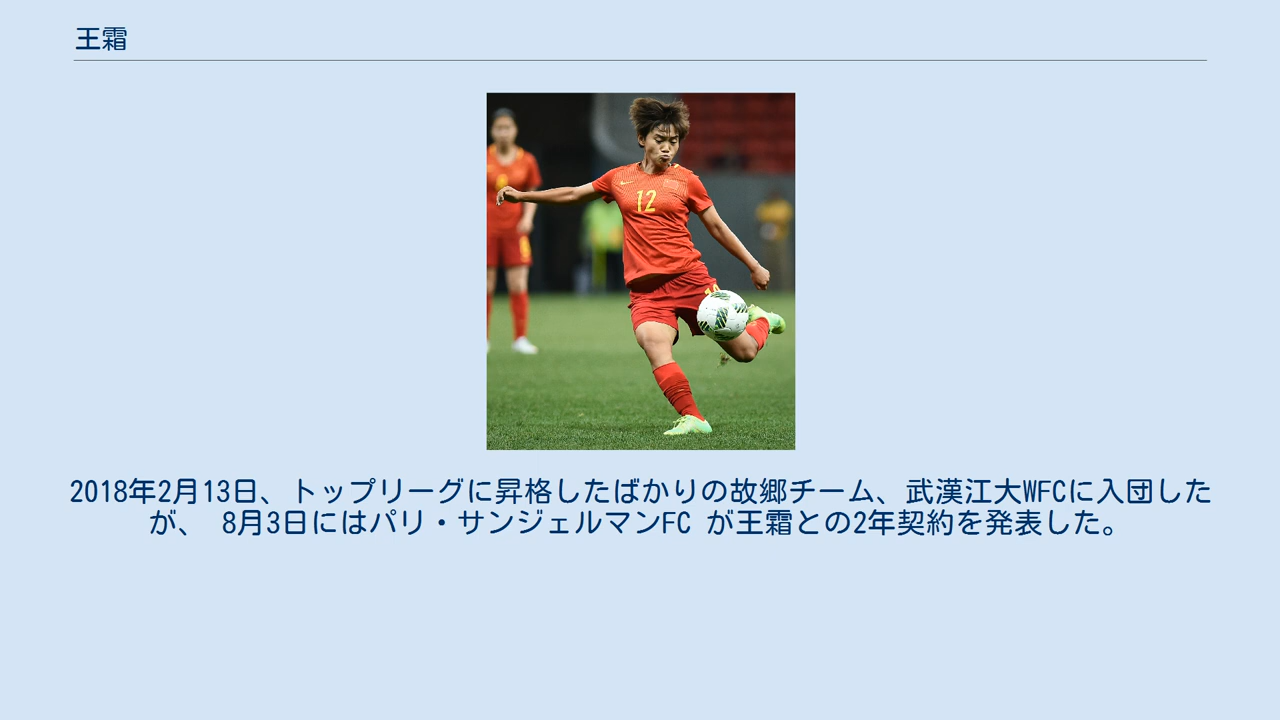 王霜
12
2018年2月13日、トップリーグに昇格したばかりの故郷チーム、武漢江大WFCに入団した
が、 8月3日にはパリ・サンジェルマンFC が王霜との2年契約を発表した。